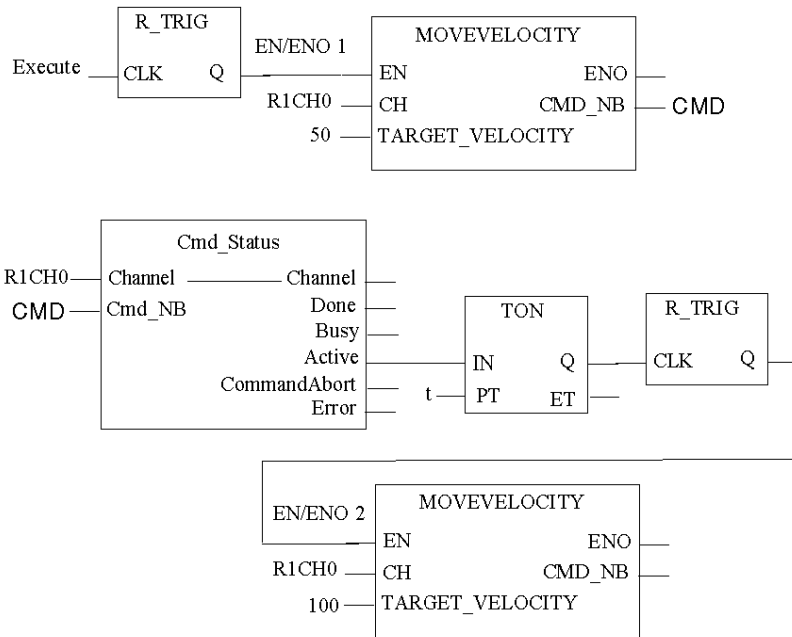 R_TRIG
Execute CLK Q
EN/ENO 1
MOVEVELOCITY
EN ENO
R1CH0 CH CMD_NB CMD
50 TARGET_VELOCITY
Cmd_Status
R1CH0 Channel Channel
CMD Cmd_NB Done
Busy
Active
CommandAbort
Error
TON
IN Q
t PT ET
R_TRIG
CLK Q
EN/ENO 2
MOVEVELOCITY
EN ENO
R1CH0 CH CMD_NB
100 TARGET_VELOCITY